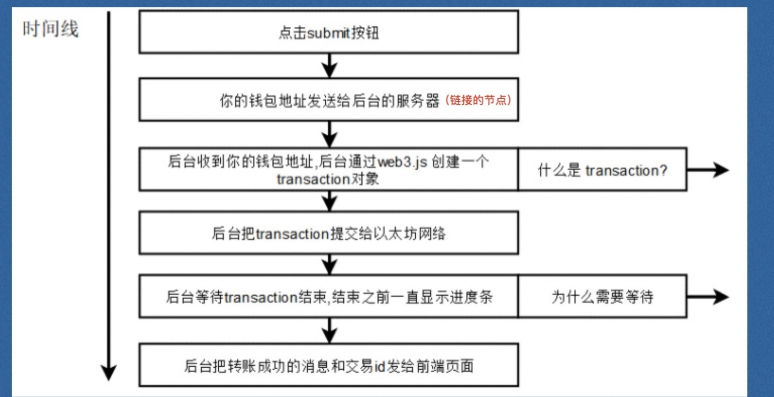 时间线
点击submit按钮
你的钱包地址发送给后台的服务器（链接的节点）
后台收到你的钱包地址,后台通过web3.js 创建一个
transaction对象
什么是 transaction?
后台把transaction提交给以太坊网络
后台等待transaction结束,结束之前一直显示进度条
为什么需要等待
后台把转账成功的消息和交易id发给前端页面